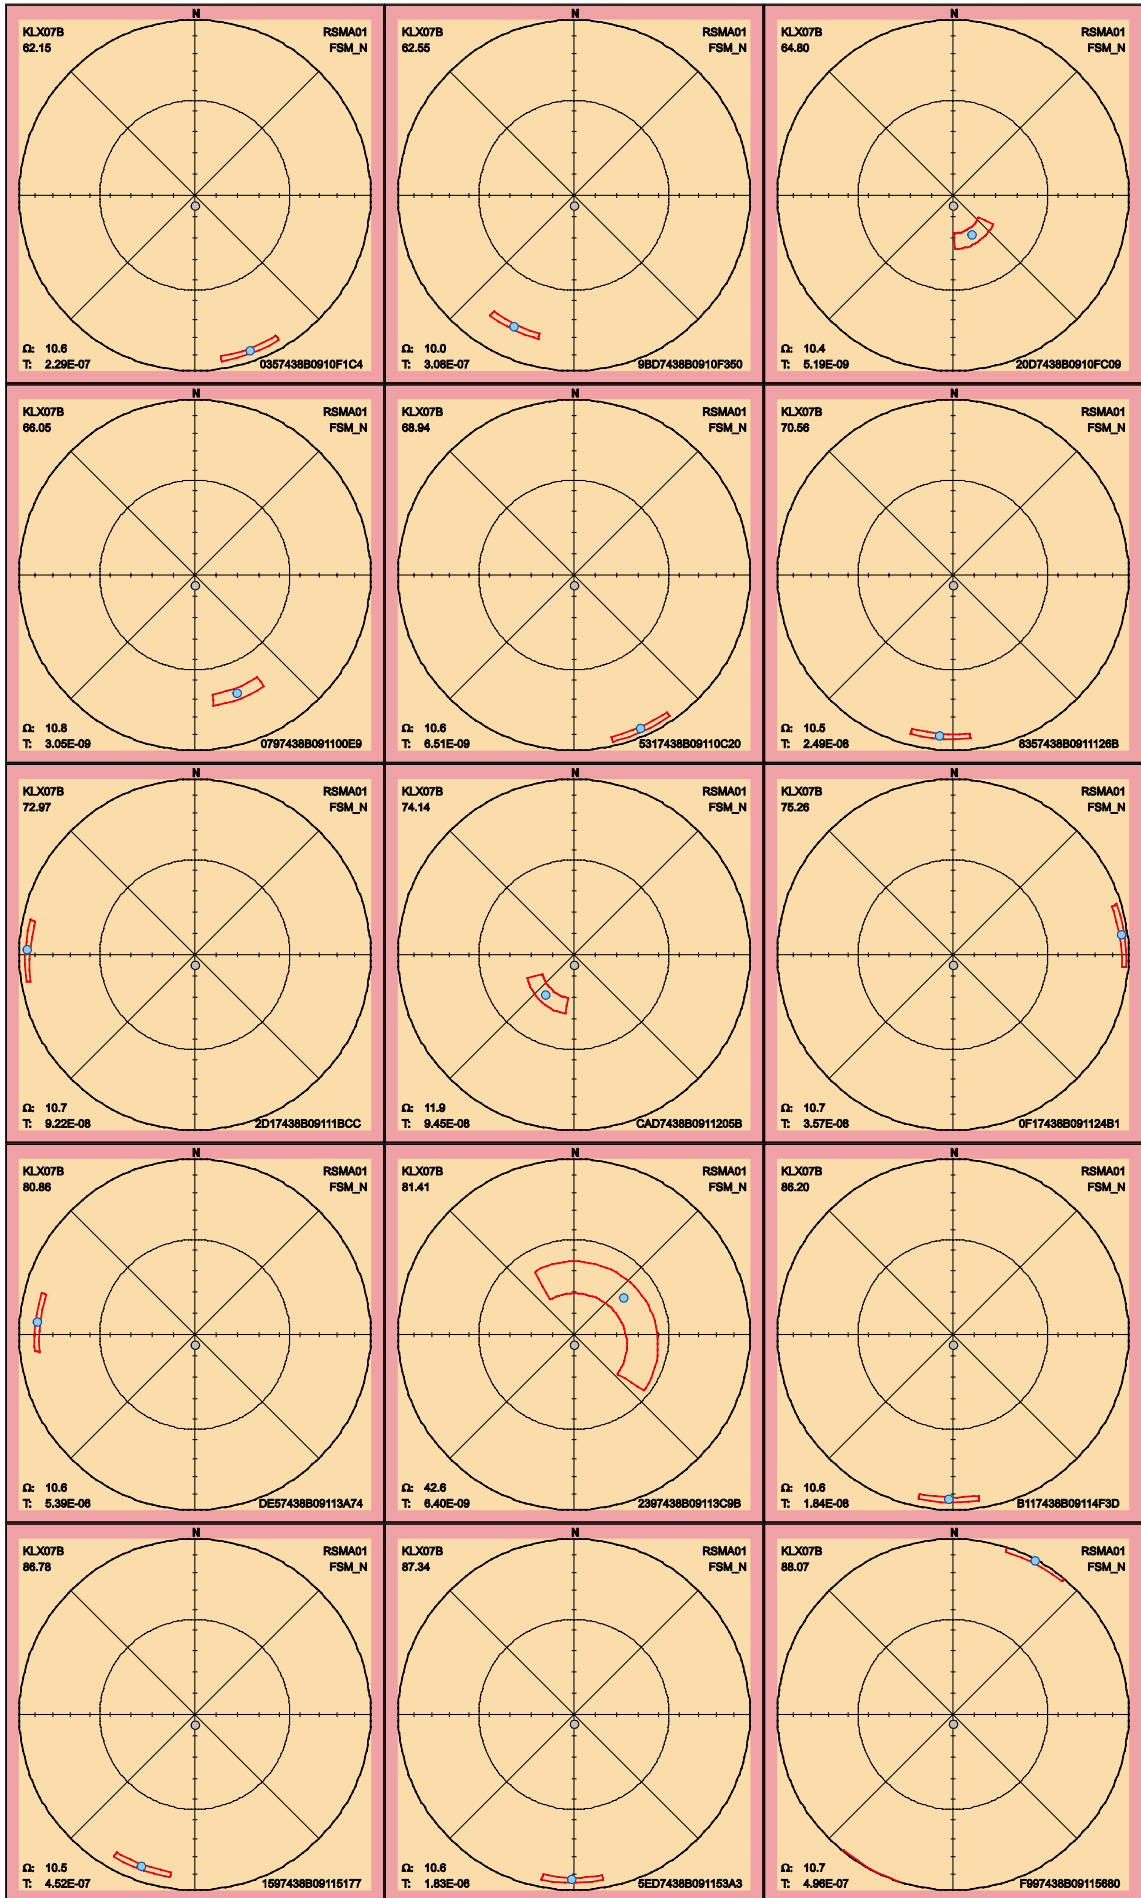 N
KLX07B RSMA01
62.15 FSM_N
Ω: 10.6
T: 2.29E-07 0357438B0910F1C4
N
KLX07B RSMA01
62.55 FSM_N
Ω: 10.0
T: 3.08E-07 9BD7438B0910F350
N
KLX07B RSMA01
64.80 FSM_N
Ω: 10.4
T: 5.19E-09 20D7438B0910FC09
N
KLX07B RSMA01
66.05 FSM_N
Ω: 10.8
T: 3.05E-09 0797438B091100E9
N
KLX07B RSMA01
68.94 FSM_N
Ω: 10.6
T: 6.51E-09 5317438B09110C20
N
KLX07B RSMA01
70.56 FSM_N
Ω: 10.5
T: 2.49E-08 8357438B0911126B
N
KLX07B RSMA01
72.97 FSM_N
Ω: 10.7
T: 9.22E-08 2D17438B09111BCC
N
KLX07B RSMA01
74.14 FSM_N
Ω: 11.9
T: 9.45E-08 CAD7438B0911205B
N
KLX07B RSMA01
75.26 FSM_N
Ω: 10.7
T: 3.57E-08 0F17438B091124B1
N
KLX07B RSMA01
80.86 FSM_N
Ω: 10.6
T: 5.39E-06 DE57438B09113A74
N
KLX07B RSMA01
81.41 FSM_N
Ω: 42.6
T: 6.40E-09 2397438B09113C9B
N
KLX07B RSMA01
86.20 FSM_N
Ω: 10.6
T: 1.84E-08 B117438B09114F3D
N
KLX07B RSMA01
86.78 FSM_N
Ω: 10.5
T: 4.52E-07 1597438B09115177
N
KLX07B RSMA01
87.34 FSM_N
Ω: 10.6
T: 1.83E-06 5ED7438B091153A3
N
KLX07B RSMA01
88.07 FSM_N
Ω: 10.7
T: 4.96E-07 F997438B09115680